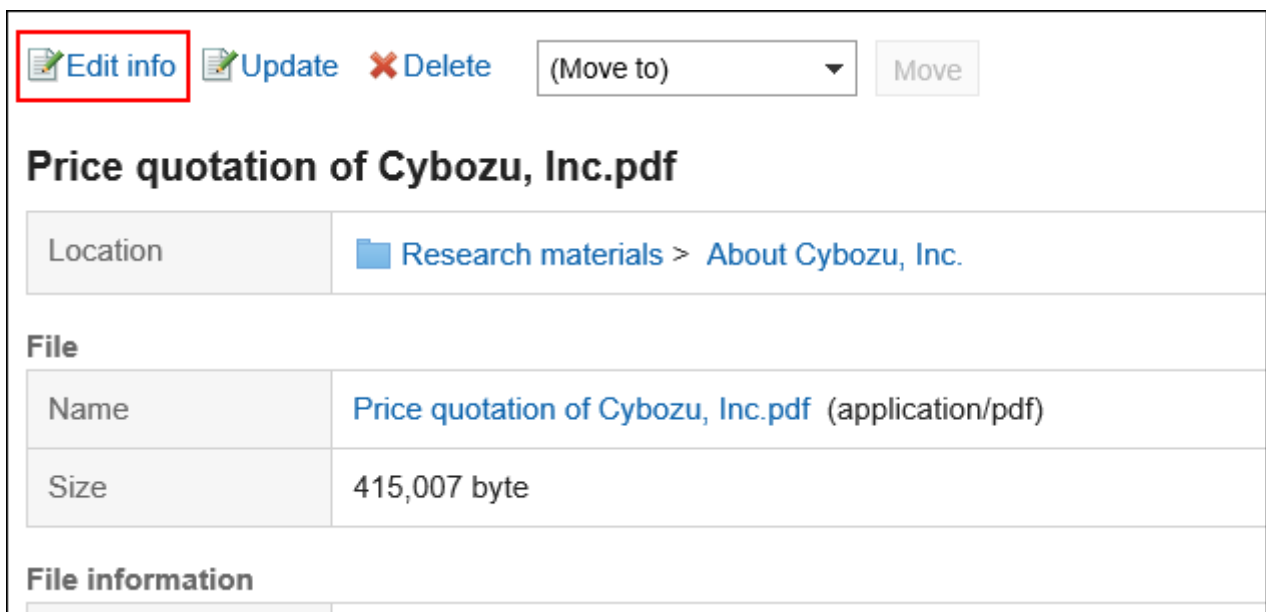 Edit info Update Delete (Move to) Move
Price quotation of Cybozu, Inc.pdf
Location Research materials > About Cybozu, Inc.
File
Name Price quotation of Cybozu, Inc.pdf (application/pdf)
Size 415,007 byte
File information